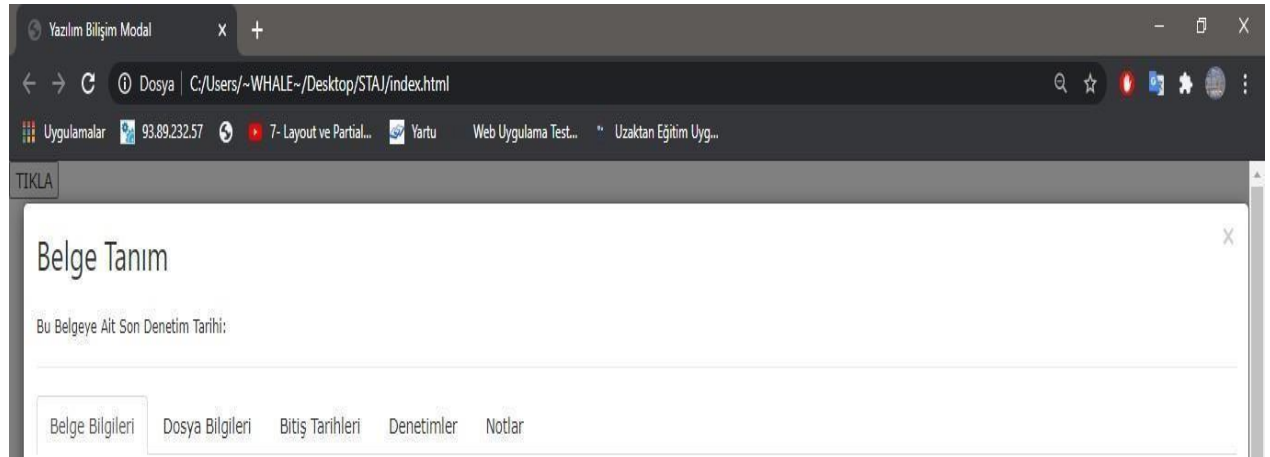 Yazılım Bilişim Modal
Dosya | C:/Users/~WHALE~/Desktop/STAJ/index.html
Uygulamalar 93.89.232.57 7- Layout ve Partial... Yartu Web Uygulama Test... Uzaktan Eğitim Uyg...
TIKLA
Belge Tanım
Bu Belgeye Ait Son Denetim Tarihi:
Belge Bilgileri Dosya Bilgileri Bitiş Tarihleri Denetimler Notlar